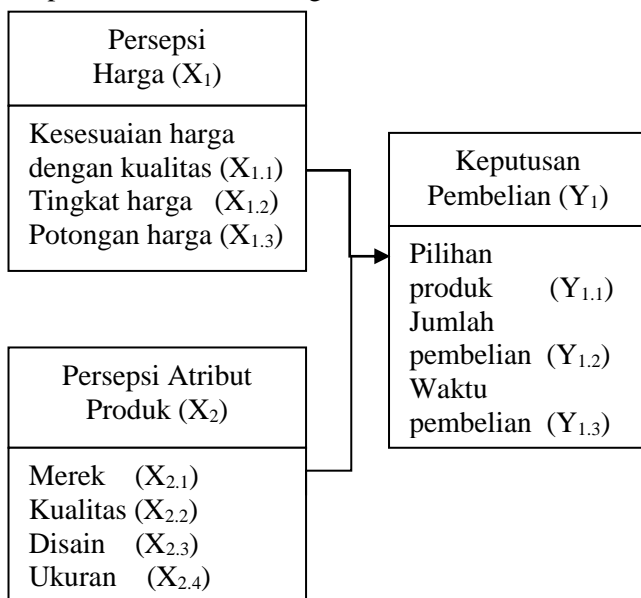 Persepsi
Harga (X₁)
Kesesuaian harga
dengan kualitas (X₁.₁)
Tingkat harga (X₁.₂)
Potongan harga (X₁.₃)
Keputusan
Pembelian (Y₁)
Pilihan
produk (Y₁.₁)
Jumlah
pembelian (Y₁.₂)
Waktu
pembelian (Y₁.₃)
Persepsi Atribut
Produk (X₂)
Merek (X₂.₁)
Kualitas (X₂.₂)
Disain (X₂.₃)
Ukuran (X₂.₄)